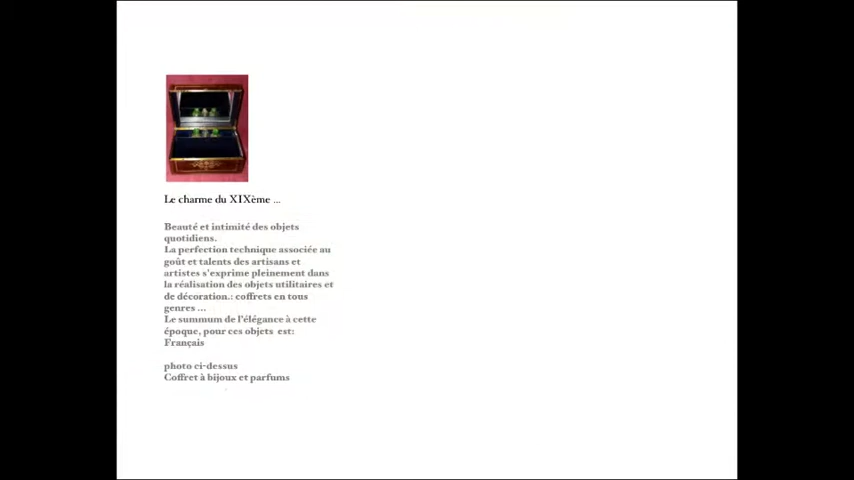 Le charme du XIXème ...
Beauté et intimité des objets
quotidiens.
La perfection technique associée au
goût et talents des artisans et
artistes s'exprime pleinement dans
la réalisation des objets utilitaires et
de décoration.: coffrets en tous
genres ...
Le summum de l'élégance à cette
époque, pour ces objets est:
Français
photo ci-dessus
Coffret à bijoux et parfums